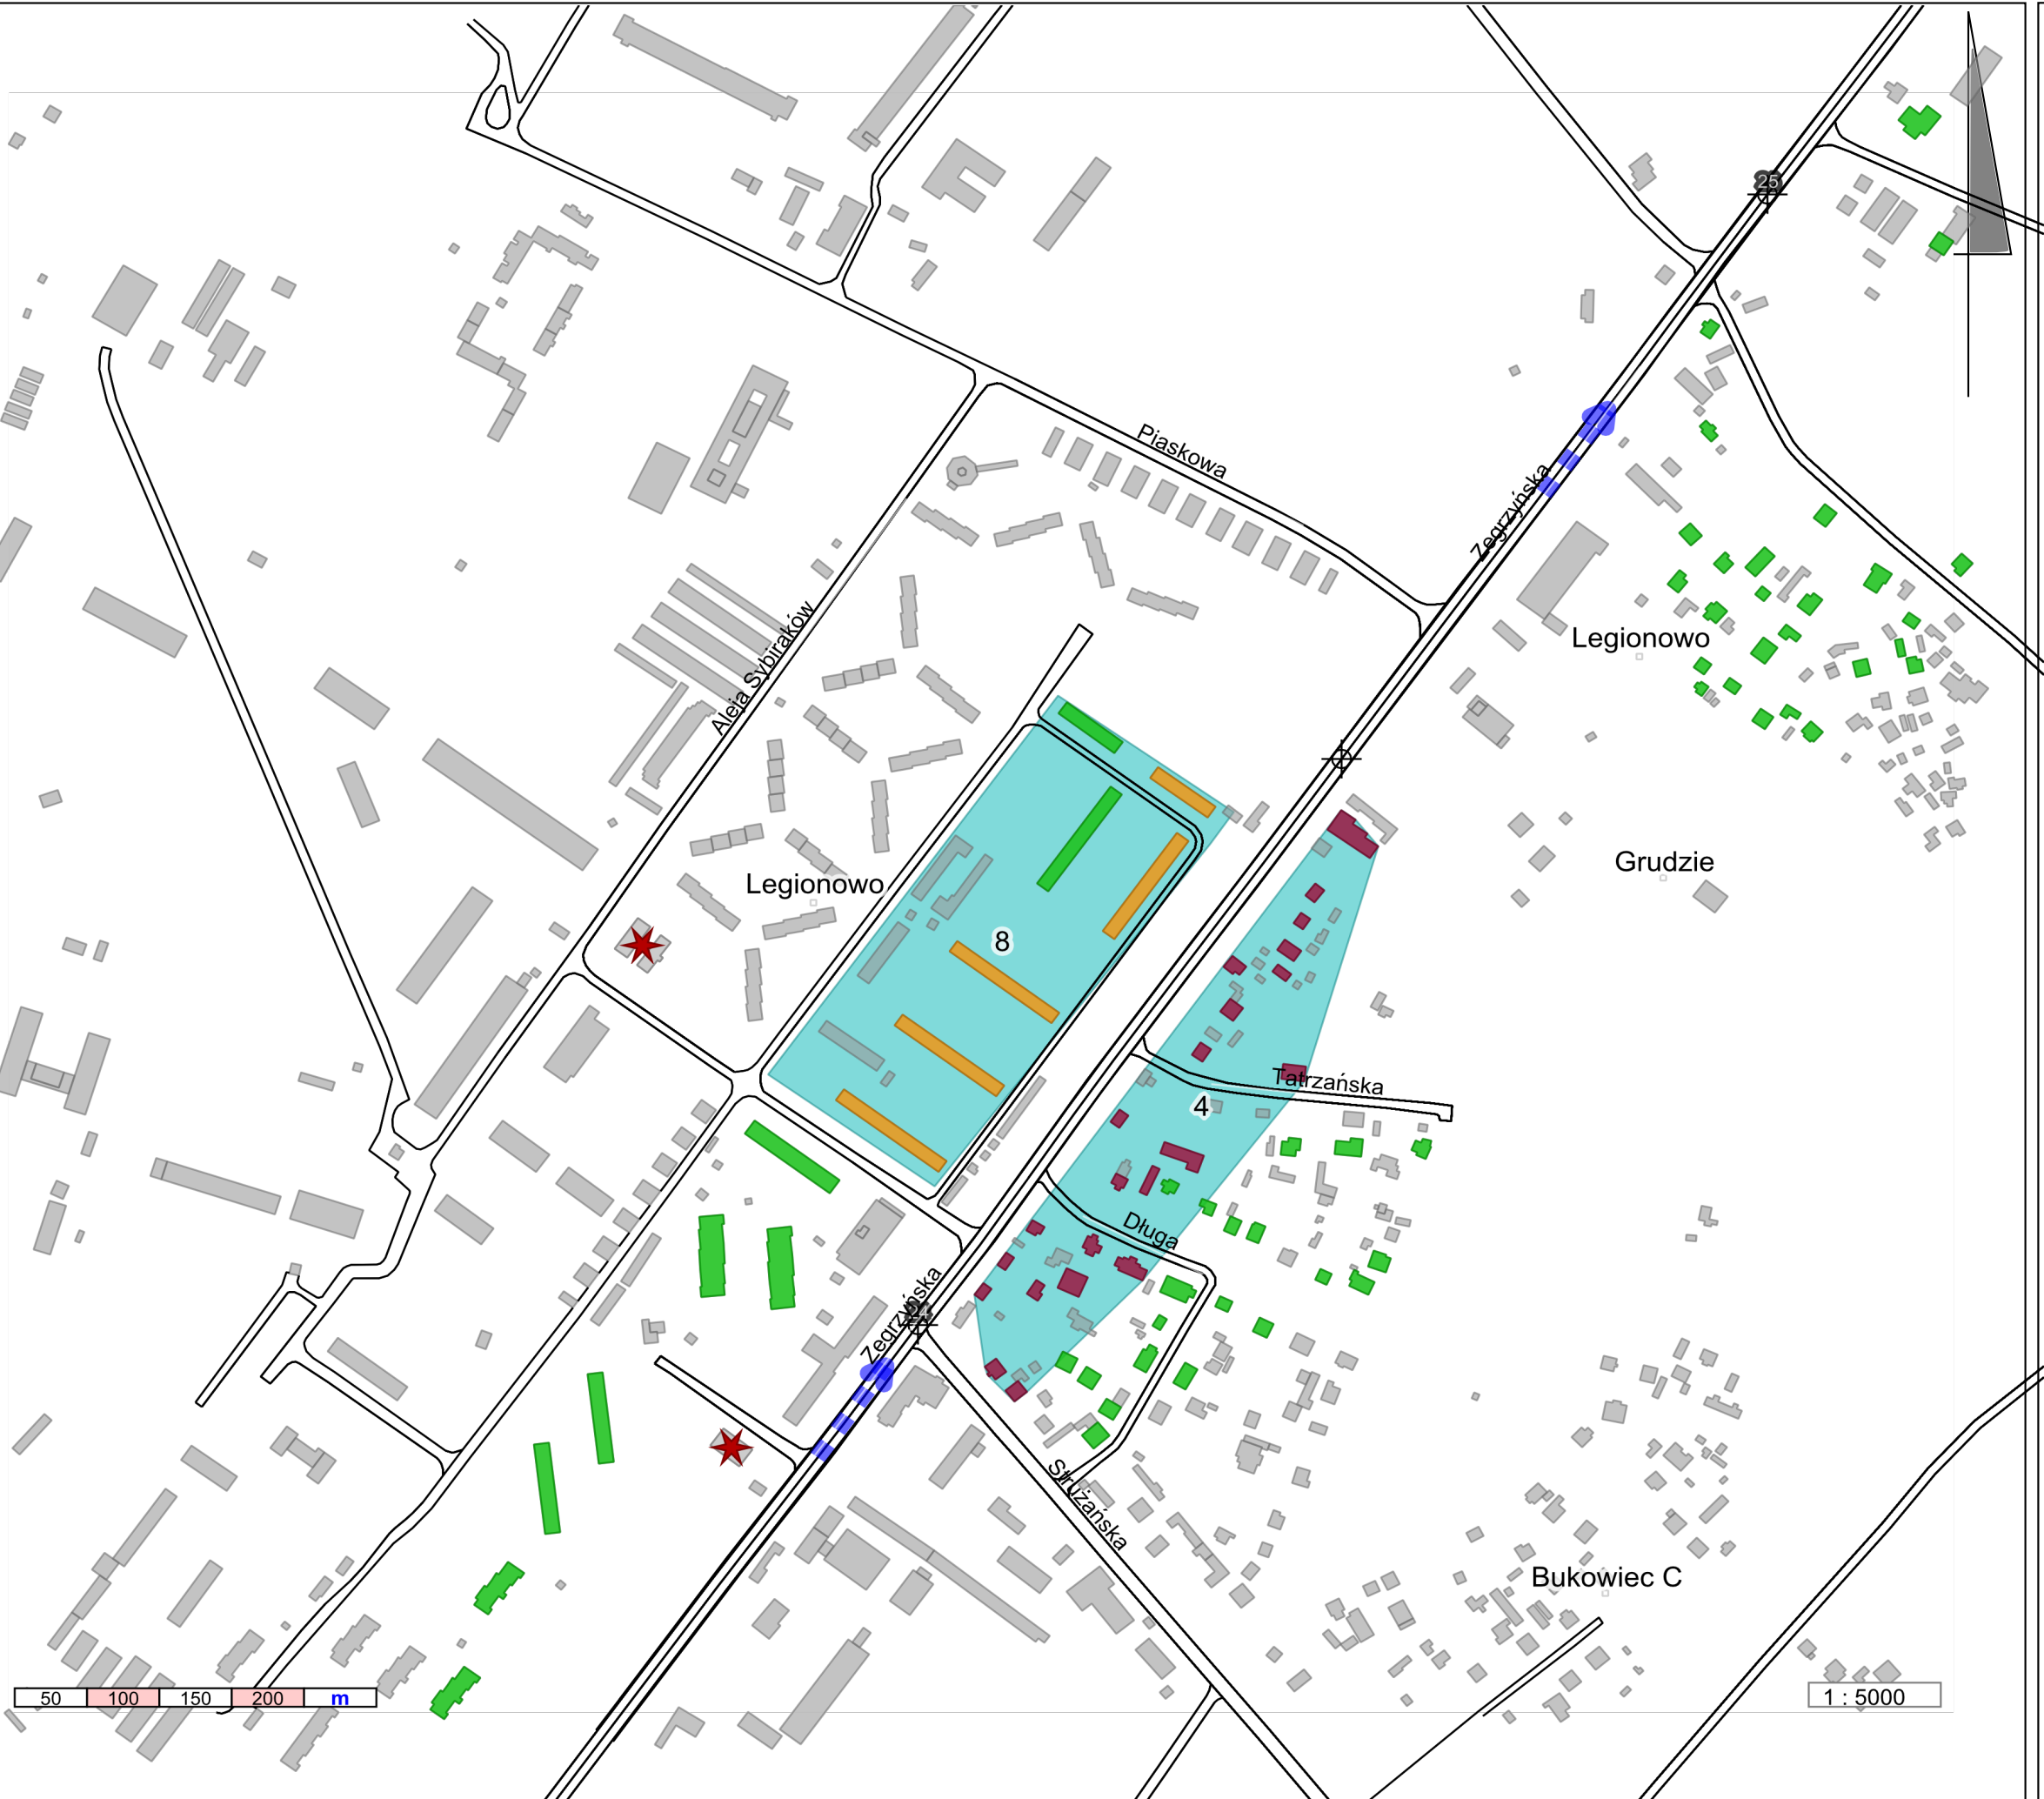 25
Piaskowa
Zegrzyńska
Legionowo
Aleja Sybiraków
Grudzie
Legionowo
8
Tatrzańska
4
Długa
Zegrzyńska
Strużańska
Bukowiec C
50 100 150 200 m
1 : 5000